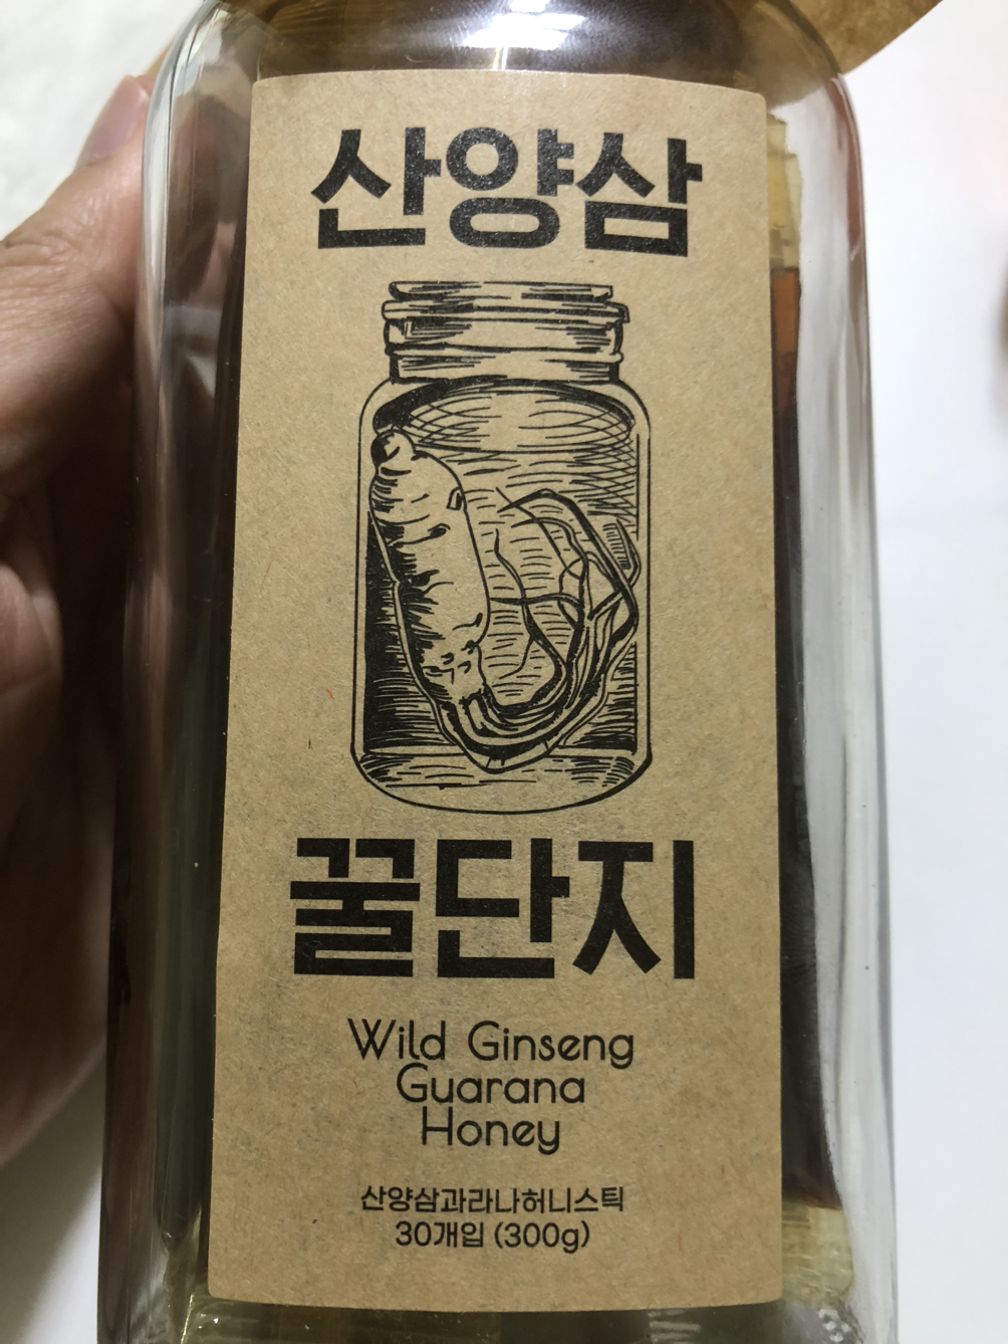 산양삼
꿀단지
Wild Ginseng
Guarana
Honey
산양삼과라나허니스틱
30개입 (300g)